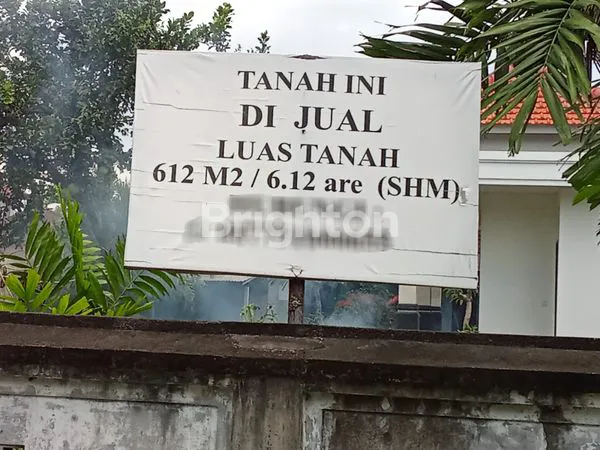 TANAH INI
DI JUAL
LUAS TANAH
612 M2 / 6.12 are (SHM)
Brighton